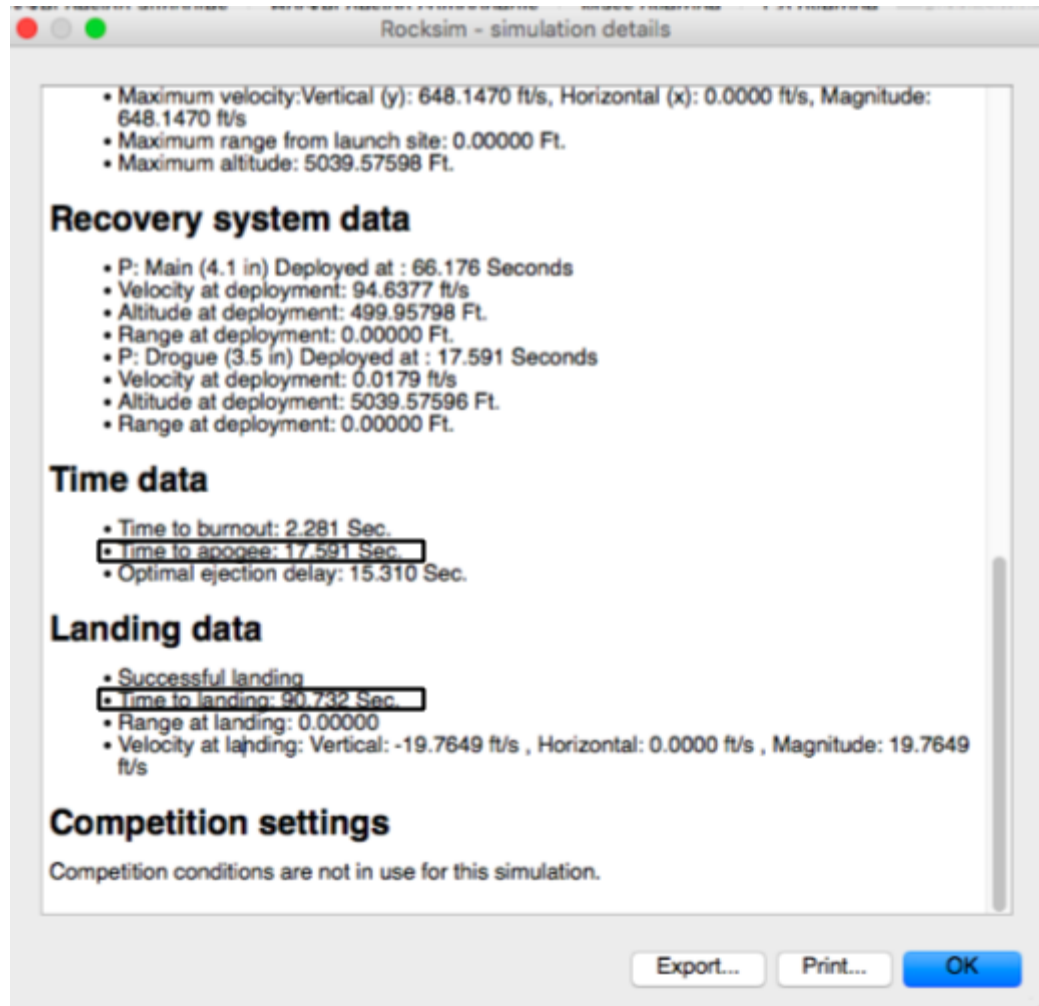 Rocksim - simulation details
• Maximum velocity:Vertical (y): 648.1470 ft/s, Horizontal (x): 0.0000 ft/s, Magnitude:
648.1470 ft/s
• Maximum range from launch site: 0.00000 Ft.
• Maximum altitude: 5039.57598 Ft.
Recovery system data
• P: Main (4.1 in) Deployed at : 66.176 Seconds
• Velocity at deployment: 94.6377 ft/s
• Altitude at deployment: 499.95798 Ft.
• Range at deployment: 0.00000 Ft.
• P: Drogue (3.5 in) Deployed at : 17.591 Seconds
• Velocity at deployment: 0.0179 ft/s
• Altitude at deployment: 5039.57596 Ft.
• Range at deployment: 0.00000 Ft.
Time data
• Time to burnout: 2.281 Sec.
• Time to apogee: 17.591 Sec.
• Optimal ejection delay: 15.310 Sec.
Landing data
• Successful landing
• Time to landing: 90.732 Sec.
• Range at landing: 0.00000
• Velocity at landing: Vertical: -19.7649 ft/s , Horizontal: 0.0000 ft/s , Magnitude: 19.7649
ft/s
Competition settings
Competition conditions are not in use for this simulation.
Export... Print... OK